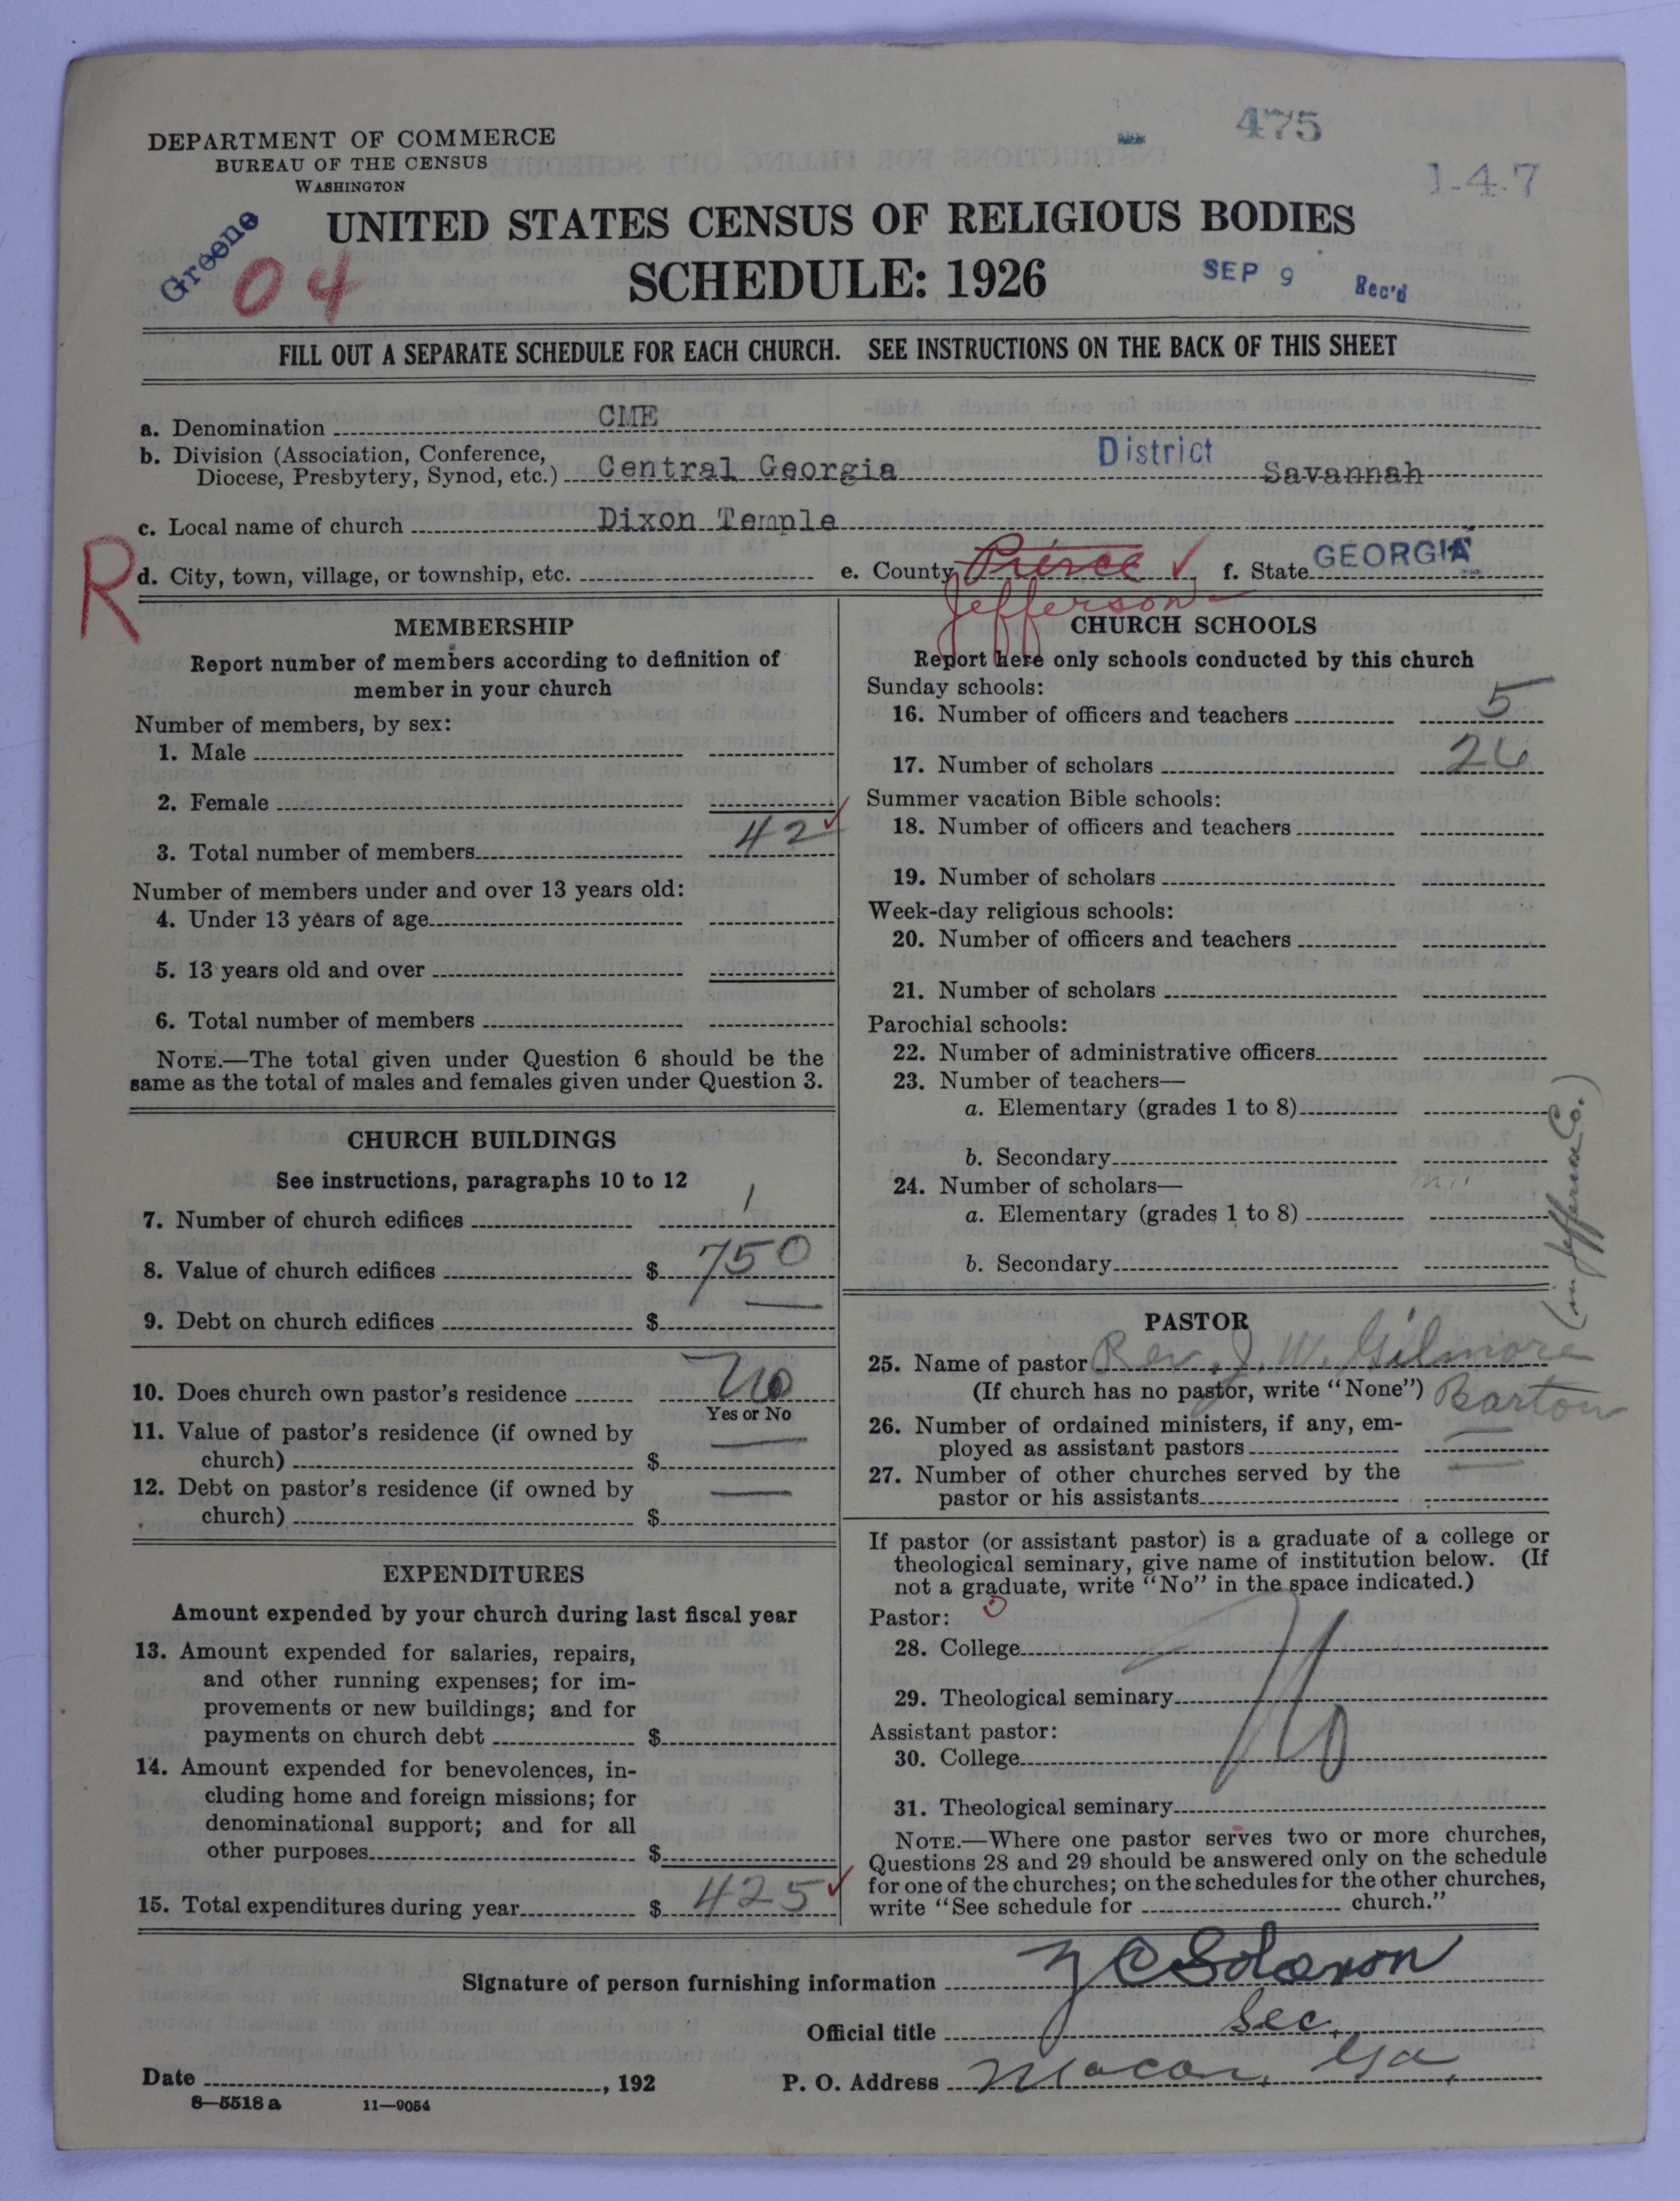 475
1-4-7
DEPARTMENT OF COMMERCE
BUREAU OF THE CENSUS
WASHINGTON
Greene
04
UNITED STATES CENSUS OF RELIGIOUS BODIES
SCHEDULE: 1926
SEP 9 Rec'd
FILL OUT A SEPARATE SCHEDULE FOR EACH CHURCH. SEE INSTRUCTIONS ON THE BACK OF THIS SHEET
a. Denomination CME
b. Division (Association, Conference,
Diocese, Presbytery, Synod, etc.) Central Georgia District Savannah
c. Local name of church Dixon Temple
R
d. City, town, village, or township, etc. e. County Pierce ✓ f. State GEORGIA
Jefferson
MEMBERSHIP
Report number of members according to definition of
member in your church
Number of members, by sex:
1. Male
2. Female
3. Total number of members 42 ✓
Number of members under and over 13 years old:
4. Under 13 years of age
5. 13 years old and over
6. Total number of members
NOTE.—The total given under Question 6 should be the
same as the total of males and females given under Question 3.
CHURCH BUILDINGS
See instructions, paragraphs 10 to 12
7. Number of church edifices 1
8. Value of church edifices $ 750
9. Debt on church edifices $ —
10. Does church own pastor's residence No
Yes or No
11. Value of pastor's residence (if owned by
church) $ —
12. Debt on pastor's residence (if owned by
church) $ —
EXPENDITURES
Amount expended by your church during last fiscal year
13. Amount expended for salaries, repairs,
and other running expenses; for im-
provements or new buildings; and for
payments on church debt $
14. Amount expended for benevolences, in-
cluding home and foreign missions; for
denominational support; and for all
other purposes $
15. Total expenditures during year $ 425 ✓
CHURCH SCHOOLS
Report here only schools conducted by this church
Sunday schools:
16. Number of officers and teachers 5
17. Number of scholars 26
Summer vacation Bible schools:
18. Number of officers and teachers
19. Number of scholars
Week-day religious schools:
20. Number of officers and teachers
21. Number of scholars
Parochial schools:
22. Number of administrative officers
23. Number of teachers—
a. Elementary (grades 1 to 8)
b. Secondary
24. Number of scholars—
a. Elementary (grades 1 to 8)
b. Secondary
(in Jefferson Co.)
PASTOR
25. Name of pastor Rev. J. W. Gilmore
(If church has no pastor, write "None") Barton
26. Number of ordained ministers, if any, em-
ployed as assistant pastors —
27. Number of other churches served by the
pastor or his assistants —
If pastor (or assistant pastor) is a graduate of a college or
theological seminary, give name of institution below. (If
not a graduate, write "No" in the space indicated.)
Pastor:
28. College
29. Theological seminary No
Assistant pastor:
30. College
31. Theological seminary
NOTE.—Where one pastor serves two or more churches,
Questions 28 and 29 should be answered only on the schedule
for one of the churches; on the schedules for the other churches,
write "See schedule for church."
Signature of person furnishing information
Official title Sec.
Date , 192 P. O. Address Macon, Ga.
8—5518 a 11—9054